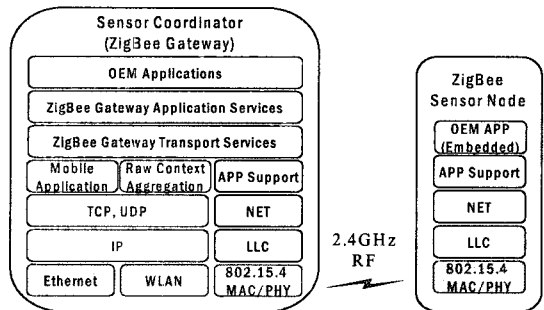 Sensor Coordinator
(ZigBee Gateway)
OEM Applications
ZigBee Gateway Application Services
ZigBee Gateway Transport Services
Mobile
Application
Raw Context
Aggregation
APP Support
TCP, UDP
NET
IP
LLC
Ethernet
WLAN
802.15.4
MAC/PHY
2.4GHz
RF
ZigBee
Sensor Node
OEM APP
(Embedded)
APP Support
NET
LLC
802.15.4
MAC/PHY